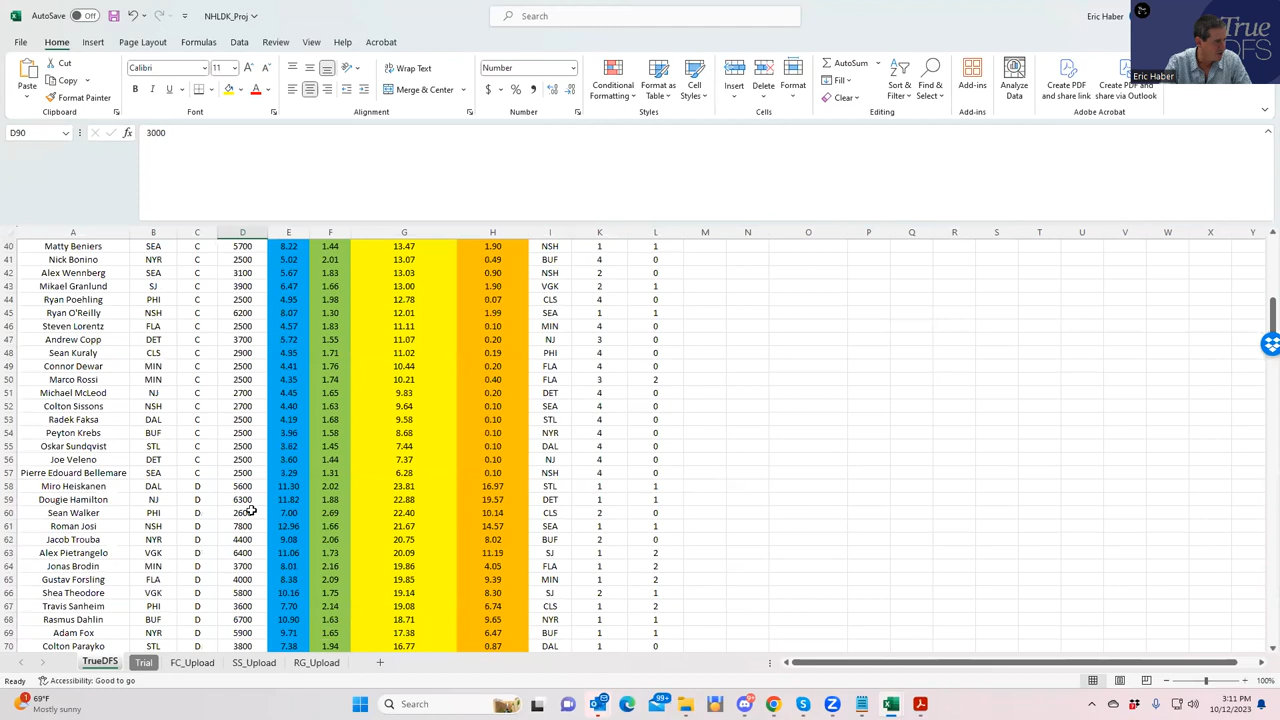 AutoSave Off NHLDK_Proj Search Eric Haber
True
DFS
Eric Haber
File Home Insert Page Layout Formulas Data Review View Help Acrobat
Cut Calibri 11 Wrap Text Number AutoSum
Copy Fill
Paste Format Painter B I U Merge & Center $ % Conditional Formatting Format as Table Cell Styles Insert Delete Format Clear Sort & Filter Find & Select Add-ins Analyze Data Create PDF and share link Create PDF and Share via Outlook
Clipboard Font Alignment Number Styles Cells Editing Add-ins Adobe Acrobat
D90 fx 3000
A B C D E F G H I K L M N O P Q R S T U V W X Y
40 Matty Beniers SEA C 5700 8.22 1.44 13.47 1.90 NSH 1 1
41 Nick Bonino NYR C 2500 5.02 2.01 13.07 0.49 BUF 4 0
42 Alex Wennberg SEA C 3100 5.67 1.83 13.03 0.90 NSH 2 0
43 Mikael Granlund SJ C 3900 6.47 1.66 13.00 1.90 VGK 2 1
44 Ryan Poehling PHI C 2500 4.95 1.98 12.78 0.07 CLS 4 0
45 Ryan O'Reilly NSH C 6200 8.07 1.30 12.01 1.99 SEA 1 1
46 Steven Lorentz FLA C 2500 4.57 1.83 11.11 0.10 MIN 4 0
47 Andrew Copp DET C 3700 5.72 1.55 11.07 0.20 NJ 3 0
48 Sean Kuraly CLS C 2900 4.95 1.71 11.02 0.19 PHI 4 0
49 Connor Dewar MIN C 2500 4.41 1.76 10.44 0.20 FLA 4 0
50 Marco Rossi MIN C 2500 4.35 1.74 10.21 0.40 FLA 3 2
51 Michael McLeod NJ C 2700 4.45 1.65 9.83 0.20 DET 4 0
52 Colton Sissons NSH C 2700 4.40 1.63 9.64 0.10 SEA 4 0
53 Radek Faksa DAL C 2500 4.19 1.68 9.58 0.10 STL 4 0
54 Peyton Krebs BUF C 2500 3.96 1.58 8.68 0.10 NYR 4 0
55 Oskar Sundqvist STL C 2500 3.62 1.45 7.44 0.10 DAL 4 0
56 Joe Veleno DET C 2500 3.60 1.44 7.37 0.10 NJ 4 0
57 Pierre Edouard Bellemare SEA C 2500 3.29 1.31 6.28 0.10 NSH 4 0
58 Miro Heiskanen DAL D 5600 11.30 2.02 23.81 16.97 STL 1 1
59 Dougie Hamilton NJ D 6300 11.82 1.88 22.88 19.57 DET 1 1
60 Sean Walker PHI D 2600 7.00 2.69 22.40 10.14 CLS 2 0
61 Roman Josi NSH D 7800 12.96 1.66 21.67 14.57 SEA 1 1
62 Jacob Trouba NYR D 4400 9.08 2.06 20.75 8.02 BUF 2 0
63 Alex Pietrangelo VGK D 6400 11.06 1.73 20.09 11.19 SJ 1 2
64 Jonas Brodin MIN D 3700 8.01 2.16 19.86 4.05 FLA 1 2
65 Gustav Forsling FLA D 4000 8.38 2.09 19.85 9.39 MIN 1 2
66 Shea Theodore VGK D 5800 10.16 1.75 19.14 8.30 SJ 2 1
67 Travis Sanheim PHI D 3600 7.70 2.14 19.08 6.74 CLS 1 2
68 Rasmus Dahlin BUF D 6700 10.90 1.63 18.71 9.65 NYR 1 1
69 Adam Fox NYR D 5900 9.71 1.65 17.38 6.47 BUF 1 1
70 Colton Parayko STL D 3800 7.38 1.94 16.77 0.87 DAL 1 0
TrueDFS Trial FC_Upload SS_Upload RG_Upload
Ready Accessibility: Good to go 100%
69°F Search 99+ 3:11 PM
Mostly sunny 10/12/2023